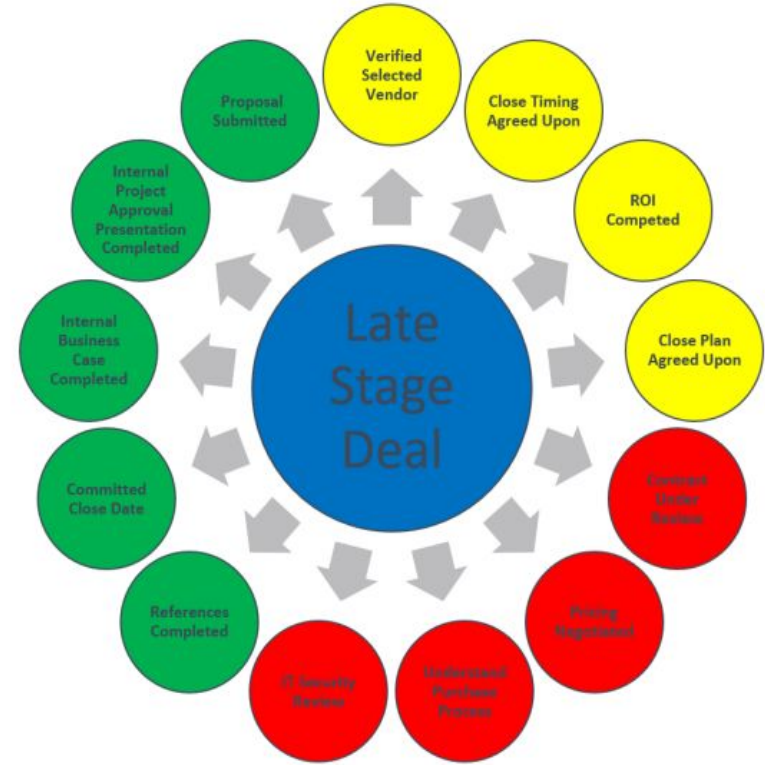 Verified
Selected
Vendor
Close Timing
Agreed Upon
ROI
Competed
Close Plan
Agreed Upon
Contract
Under
Review
Pricing
Negotiated
Understand
Purchase
Process
IT Security
Review
References
Completed
Committed
Close Date
Internal
Business
Case
Completed
Internal
Project
Approval
Presentation
Completed
Proposal
Submitted
Late
Stage
Deal